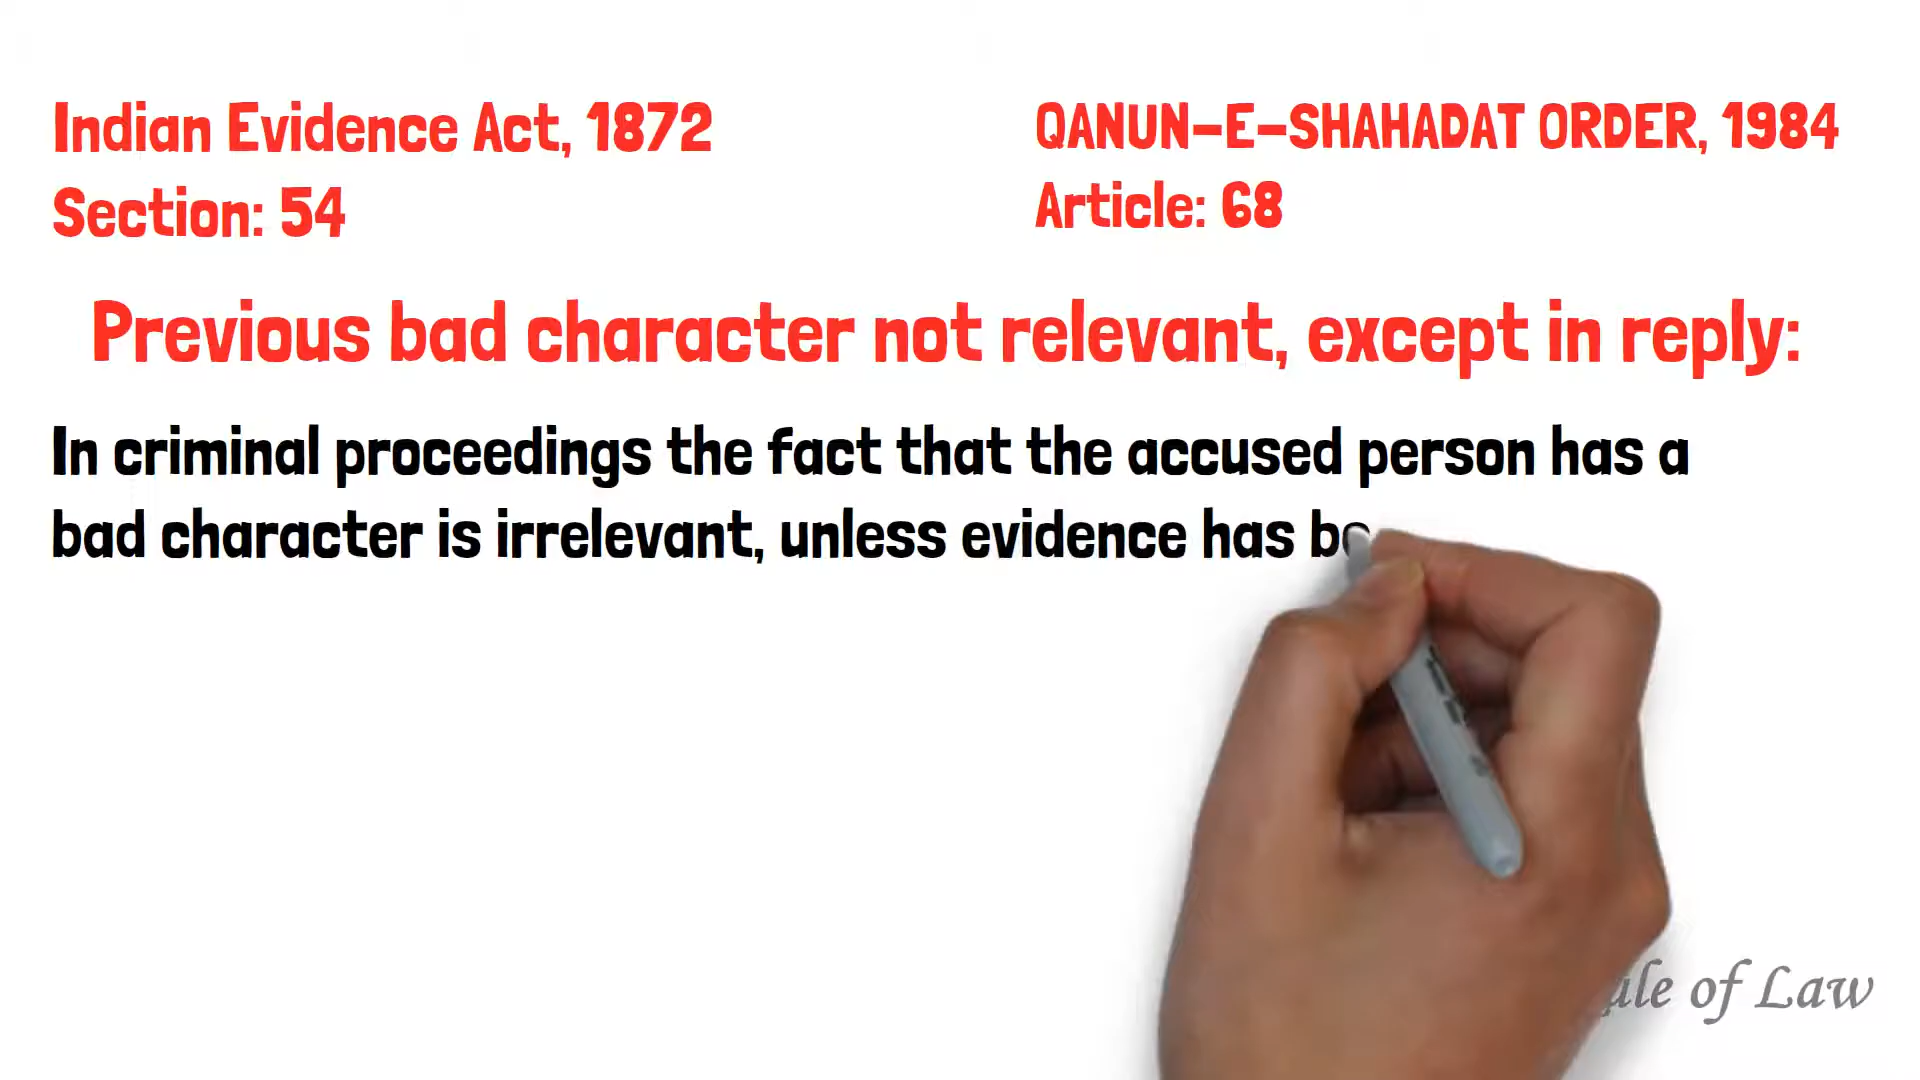 Indian Evidence Act, 1872
Section: 54
QANUN-E-SHAHADAT ORDER, 1984
Article: 68
Previous bad character not relevant, except in reply:
In criminal proceedings the fact that the accused person has a
bad character is irrelevant, unless evidence has
of Law